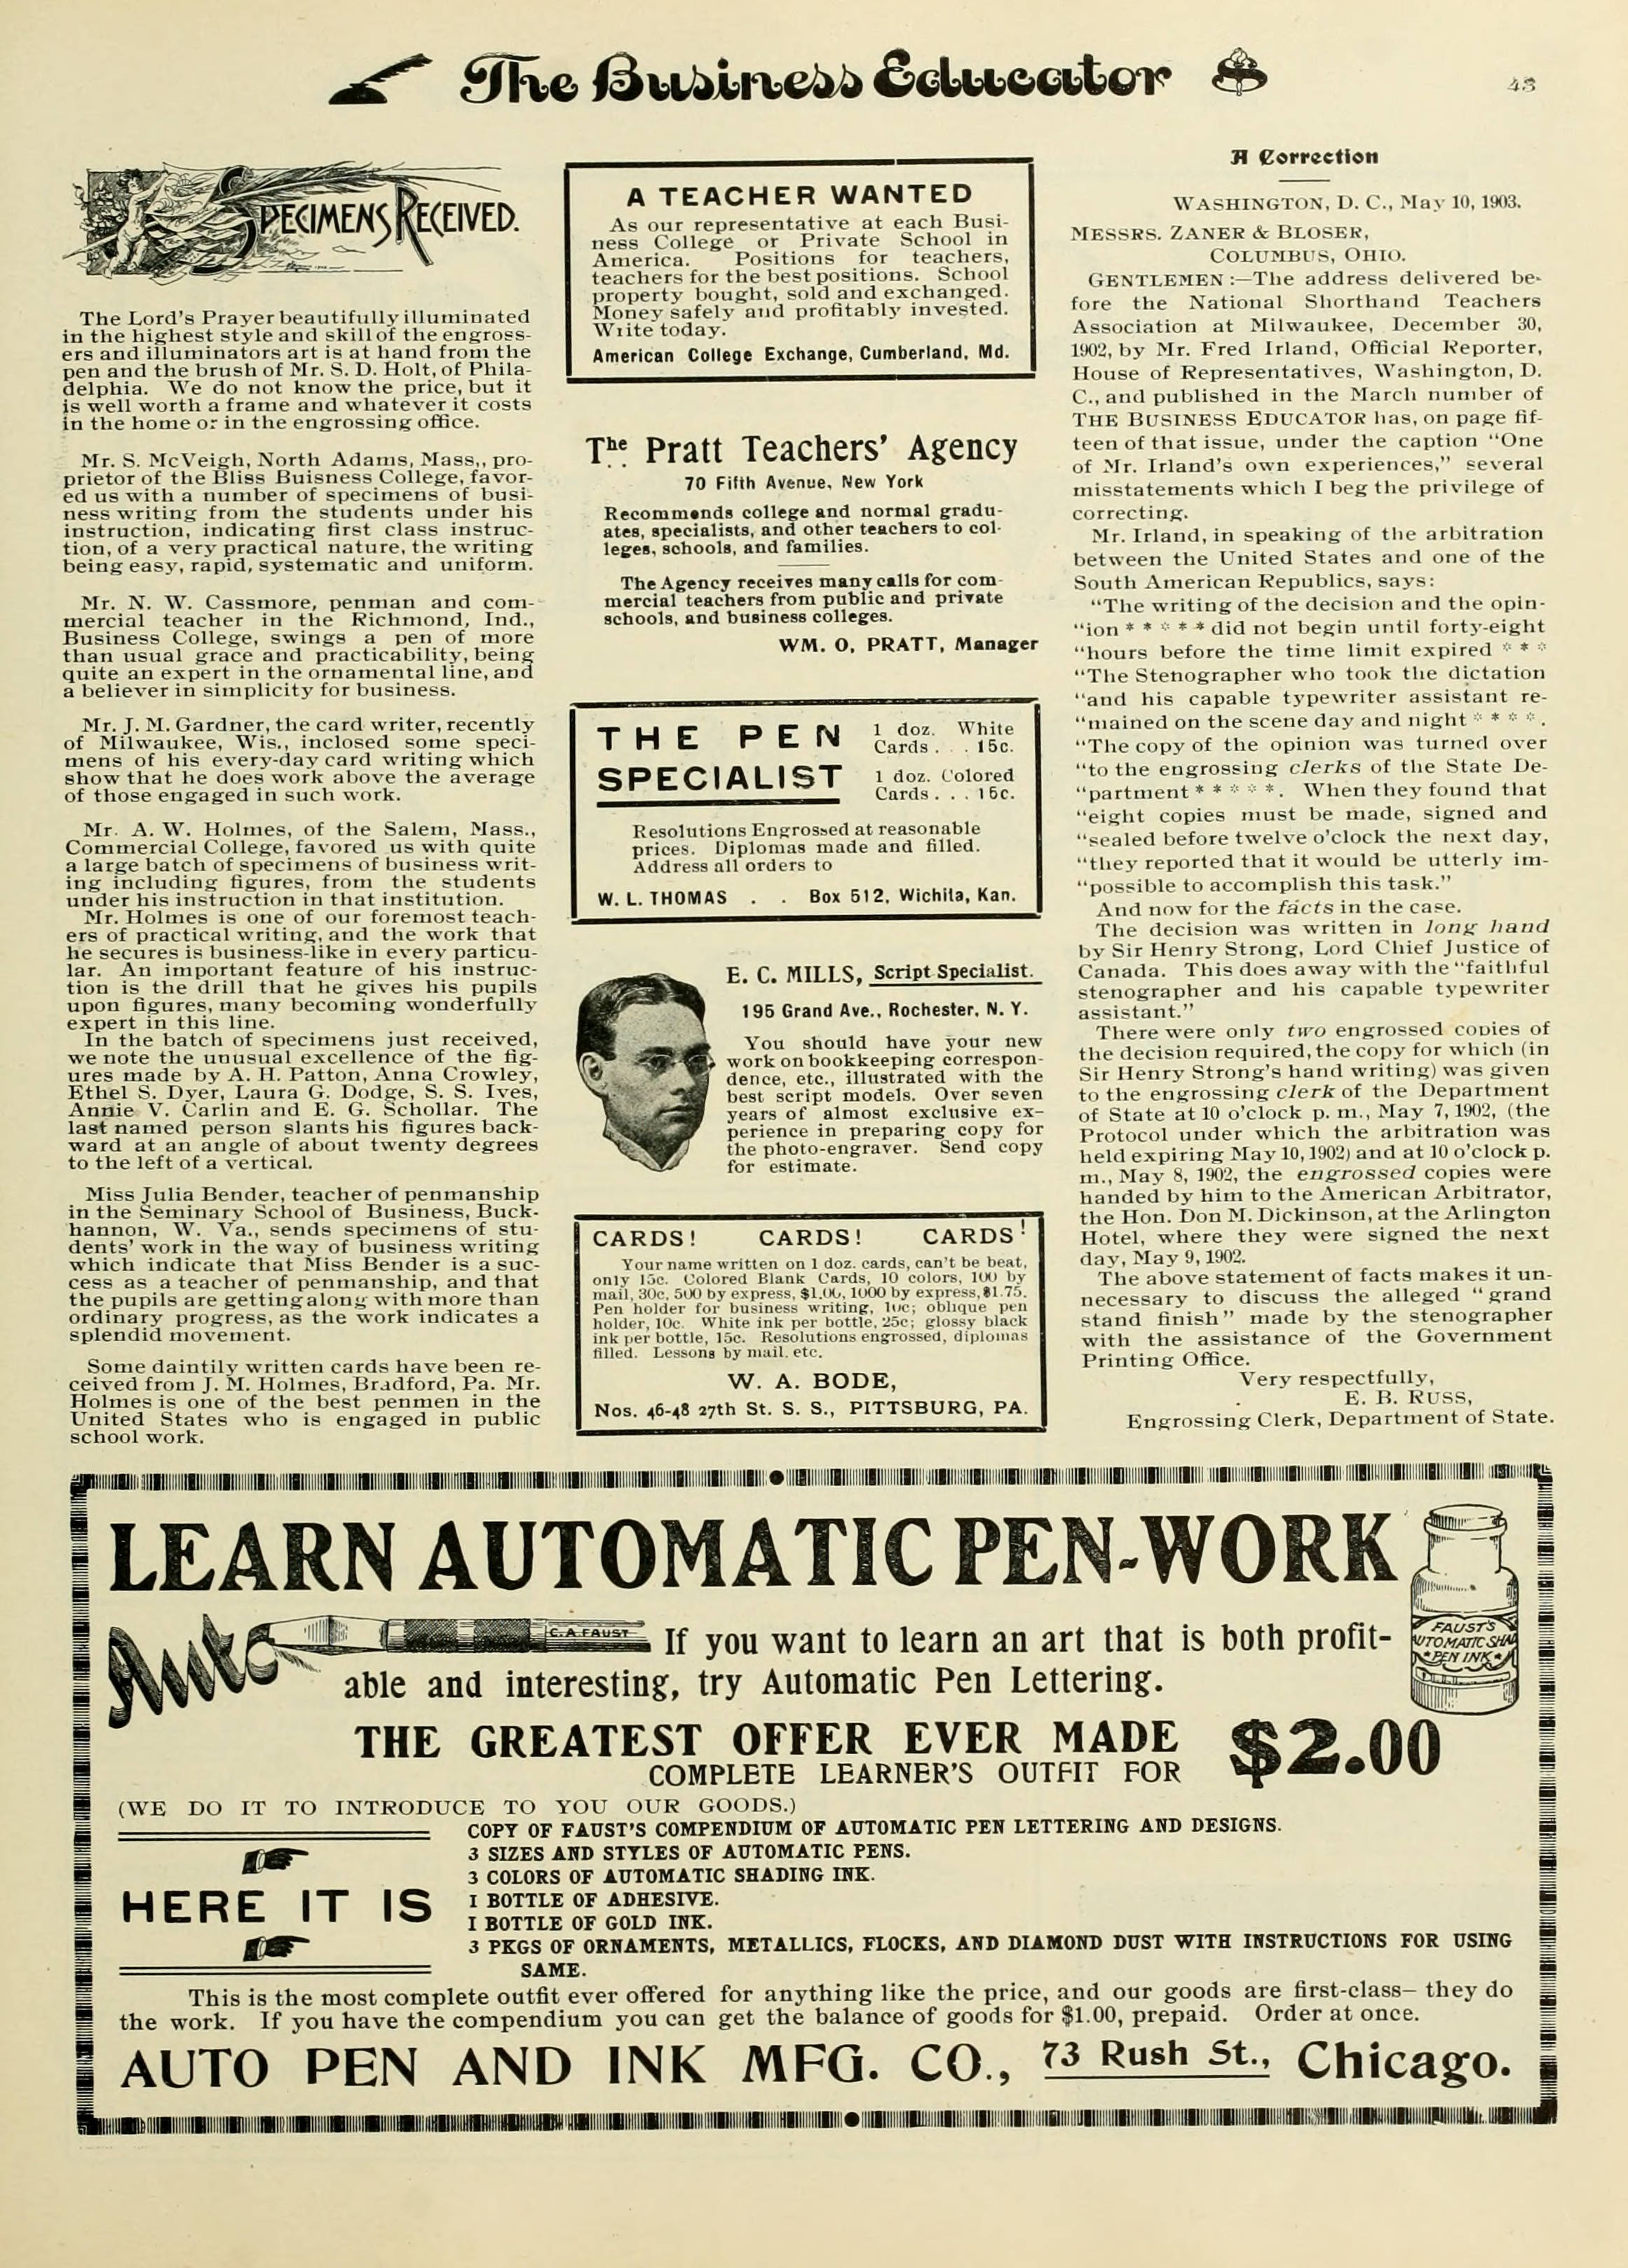 The Business Educator
43
SPECIMENS RECEIVED.
The Lord's Prayer beautifully illuminated
in the highest style and skill of the engross-
ers and illuminators art is at hand from the
pen and the brush of Mr. S. D. Holt, of Phila-
delphia. We do not know the price, but it
is well worth a frame and whatever it costs
in the home or in the engrossing office.
Mr. S. McVeigh, North Adams, Mass,, pro-
prietor of the Bliss Buisness College, favor-
ed us with a number of specimens of busi-
ness writing from the students under his
instruction, indicating first class instruc-
tion, of a very practical nature, the writing
being easy, rapid, systematic and uniform.
Mr. N. W. Cassmore, penman and com-
mercial teacher in the Richmond, Ind.,
Business College, swings a pen of more
than usual grace and practicability, being
quite an expert in the ornamental line, and
a believer in simplicity for business.
Mr. J. M. Gardner, the card writer, recently
of Milwaukee, Wis., inclosed some speci-
mens of his every-day card writing which
show that he does work above the average
of those engaged in such work.
Mr. A. W. Holmes, of the Salem, Mass.,
Commercial College, favored us with quite
a large batch of specimens of business writ-
ing including figures, from the students
under his instruction in that institution.
Mr. Holmes is one of our foremost teach-
ers of practical writing, and the work that
he secures is business-like in every particu-
lar. An important feature of his instruc-
tion is the drill that he gives his pupils
upon figures, many becoming wonderfully
expert in this line.
In the batch of specimens just received,
we note the unusual excellence of the fig-
ures made by A. H. Patton, Anna Crowley,
Ethel S. Dyer, Laura G. Dodge, S. S. Ives,
Annie V. Carlin and E. G. Schollar. The
last named person slants his figures back-
ward at an angle of about twenty degrees
to the left of a vertical.
Miss Julia Bender, teacher of penmanship
in the Seminary School of Business, Buck-
hannon, W. Va., sends specimens of stu-
dents' work in the way of business writing
which indicate that Miss Bender is a suc-
cess as a teacher of penmanship, and that
the pupils are getting along with more than
ordinary progress, as the work indicates a
splendid movement.
Some daintily written cards have been re-
ceived from J. M. Holmes, Bradford, Pa. Mr.
Holmes is one of the best penmen in the
United States who is engaged in public
school work.
A TEACHER WANTED
As our representative at each Busi-
ness College or Private School in
America. Positions for teachers,
teachers for the best positions. School
property bought, sold and exchanged.
Money safely and profitably invested.
Write today.
American College Exchange, Cumberland, Md.
The Pratt Teachers' Agency
70 Fifth Avenue, New York
Recommends college and normal gradu-
ates, specialists, and other teachers to col-
leges, schools, and families.
The Agency receives many calls for com-
mercial teachers from public and private
schools, and business colleges.
WM. O, PRATT, Manager
THE PEN
SPECIALIST
1 doz. White
Cards . . 15c.
1 doz. Colored
Cards . . . 15c.
Resolutions Engrossed at reasonable
prices. Diplomas made and filled.
Address all orders to
W. L. THOMAS . . Box 512, Wichita, Kan.
E. C. MILLS, Script Specialist.
195 Grand Ave., Rochester, N. Y.
You should have your new
work on bookkeeping correspon-
dence, etc., illustrated with the
best script models. Over seven
years of almost exclusive ex-
perience in preparing copy for
the photo-engraver. Send copy
for estimate.
CARDS! CARDS! CARDS!
Your name written on 1 doz. cards, can't be beat,
only 15c. Colored Blank Cards, 10 colors, 100 by
mail, 30c, 500 by express, $1.00, 1000 by express, $1.75.
Pen holder for business writing, 10c; oblique pen
holder, 10c. White ink per bottle, 25c; glossy black
ink per bottle, 15c. Resolutions engrossed, diplomas
filled. Lessons by mail. etc.
W. A. BODE,
Nos. 46-48 27th St. S. S., PITTSBURG, PA.
A Correction
WASHINGTON, D. C., May 10, 1903.
MESSRS. ZANER & BLOSER,
COLUMBUS, OHIO.
GENTLEMEN :—The address delivered be-
fore the National Shorthand Teachers
Association at Milwaukee, December 30,
1902, by Mr. Fred Irland, Official Reporter,
House of Representatives, Washington, D.
C., and published in the March number of
THE BUSINESS EDUCATOR has, on page fif-
teen of that issue, under the caption "One
of Mr. Irland's own experiences," several
misstatements which I beg the privilege of
correcting.
Mr. Irland, in speaking of the arbitration
between the United States and one of the
South American Republics, says:
"The writing of the decision and the opin-
"ion * * * * * did not begin until forty-eight
"hours before the time limit expired * * *
"The Stenographer who took the dictation
"and his capable typewriter assistant re-
"mained on the scene day and night * * * *.
"The copy of the opinion was turned over
"to the engrossing clerks of the State De-
"partment * * * * *. When they found that
"eight copies must be made, signed and
"sealed before twelve o'clock the next day,
"they reported that it would be utterly im-
"possible to accomplish this task."
And now for the facts in the case.
The decision was written in long hand
by Sir Henry Strong, Lord Chief Justice of
Canada. This does away with the "faithful
stenographer and his capable typewriter
assistant."
There were only two engrossed copies of
the decision required, the copy for which (in
Sir Henry Strong's hand writing) was given
to the engrossing clerk of the Department
of State at 10 o'clock p. m., May 7, 1902, (the
Protocol under which the arbitration was
held expiring May 10, 1902) and at 10 o'clock p.
m., May 8, 1902, the engrossed copies were
handed by him to the American Arbitrator,
the Hon. Don M. Dickinson, at the Arlington
Hotel, where they were signed the next
day, May 9, 1902.
The above statement of facts makes it un-
necessary to discuss the alleged "grand
stand finish" made by the stenographer
with the assistance of the Government
Printing Office.
Very respectfully,
E. B. RUSS,
Engrossing Clerk, Department of State.
LEARN AUTOMATIC PEN-WORK
Auto
C. A. FAUST
If you want to learn an art that is both profit-
able and interesting, try Automatic Pen Lettering.
FAUST'S
AUTOMATIC SHA
PEN INK
THE GREATEST OFFER EVER MADE $2.00
COMPLETE LEARNER'S OUTFIT FOR
(WE DO IT TO INTRODUCE TO YOU OUR GOODS.)
HERE IT IS
COPY OF FAUST'S COMPENDIUM OF AUTOMATIC PEN LETTERING AND DESIGNS.
3 SIZES AND STYLES OF AUTOMATIC PENS.
3 COLORS OF AUTOMATIC SHADING INK.
1 BOTTLE OF ADHESIVE.
1 BOTTLE OF GOLD INK.
3 PKGS OF ORNAMENTS, METALLICS, FLOCKS, AND DIAMOND DUST WITH INSTRUCTIONS FOR USING
SAME.
This is the most complete outfit ever offered for anything like the price, and our goods are first-class— they do
the work. If you have the compendium you can get the balance of goods for $1.00, prepaid. Order at once.
AUTO PEN AND INK MFG. CO., 73 Rush St., Chicago.